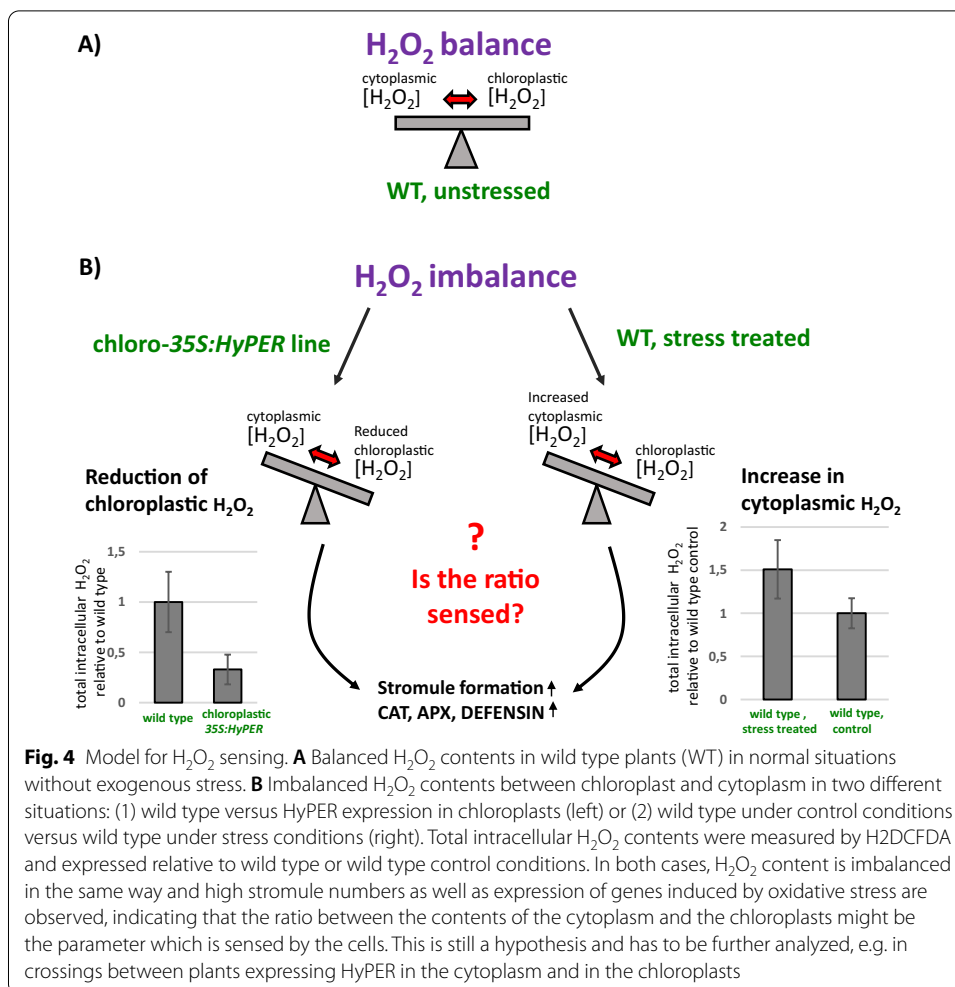 A)
H₂O₂ balance
cytoplasmic
[H₂O₂]
chloroplastic
[H₂O₂]
WT, unstressed
B)
H₂O₂ imbalance
chloro-35S:HyPER line
WT, stress treated
cytoplasmic
[H₂O₂]
Reduced
chloroplastic
[H₂O₂]
Increased
cytoplasmic
[H₂O₂]
chloroplastic
[H₂O₂]
Reduction of
chloroplastic H₂O₂
total intracellular H₂O₂
relative to wild type
1,5
1
0,5
0
wild type
chloroplastic
35S:HyPER
?
Is the ratio
sensed?
Increase in
cytoplasmic H₂O₂
total intracellular H₂O₂
relative to wild type control
2
1,5
1
0,5
0
wild type ,
stress treated
wild type,
control
Stromule formation
CAT, APX, DEFENSIN
Fig. 4 Model for H₂O₂ sensing. A Balanced H₂O₂ contents in wild type plants (WT) in normal situations
without exogenous stress. B Imbalanced H₂O₂ contents between chloroplast and cytoplasm in two different
situations: (1) wild type versus HyPER expression in chloroplasts (left) or (2) wild type under control conditions
versus wild type under stress conditions (right). Total intracellular H₂O₂ contents were measured by H2DCFDA
and expressed relative to wild type or wild type control conditions. In both cases, H₂O₂ content is imbalanced
in the same way and high stromule numbers as well as expression of genes induced by oxidative stress are
observed, indicating that the ratio between the contents of the cytoplasm and the chloroplasts might be
the parameter which is sensed by the cells. This is still a hypothesis and has to be further analyzed, e.g. in
crossings between plants expressing HyPER in the cytoplasm and in the chloroplasts